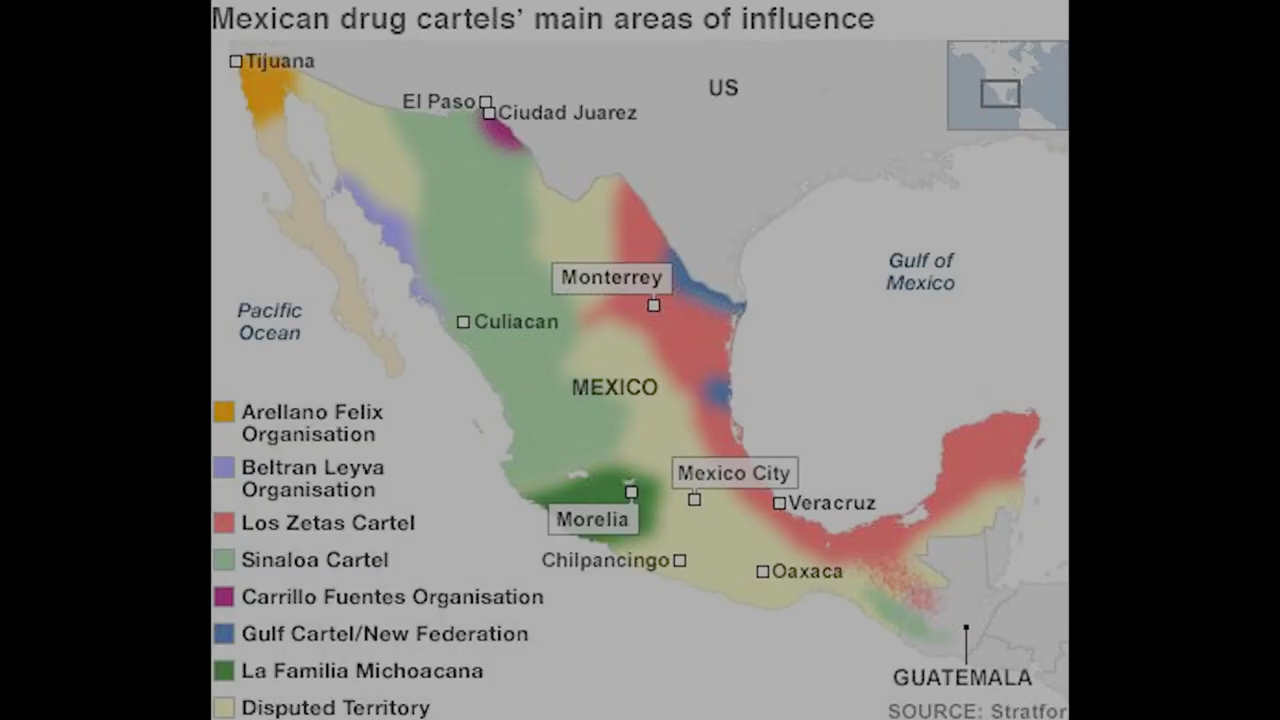 Mexican drug cartels' main areas of influence
Tijuana
US
El Paso
Ciudad Juarez
Gulf of
Mexico
Monterrey
Pacific
Ocean
Culiacan
MEXICO
Arellano Felix
Organisation
Beltran Leyva
Organisation
Mexico City
Veracruz
Los Zetas Cartel
Morelia
Sinaloa Cartel
Chilpancingo
Oaxaca
Carrillo Fuentes Organisation
Gulf Cartel/New Federation
La Familia Michoacana
GUATEMALA
Disputed Territory
SOURCE: Stratfor